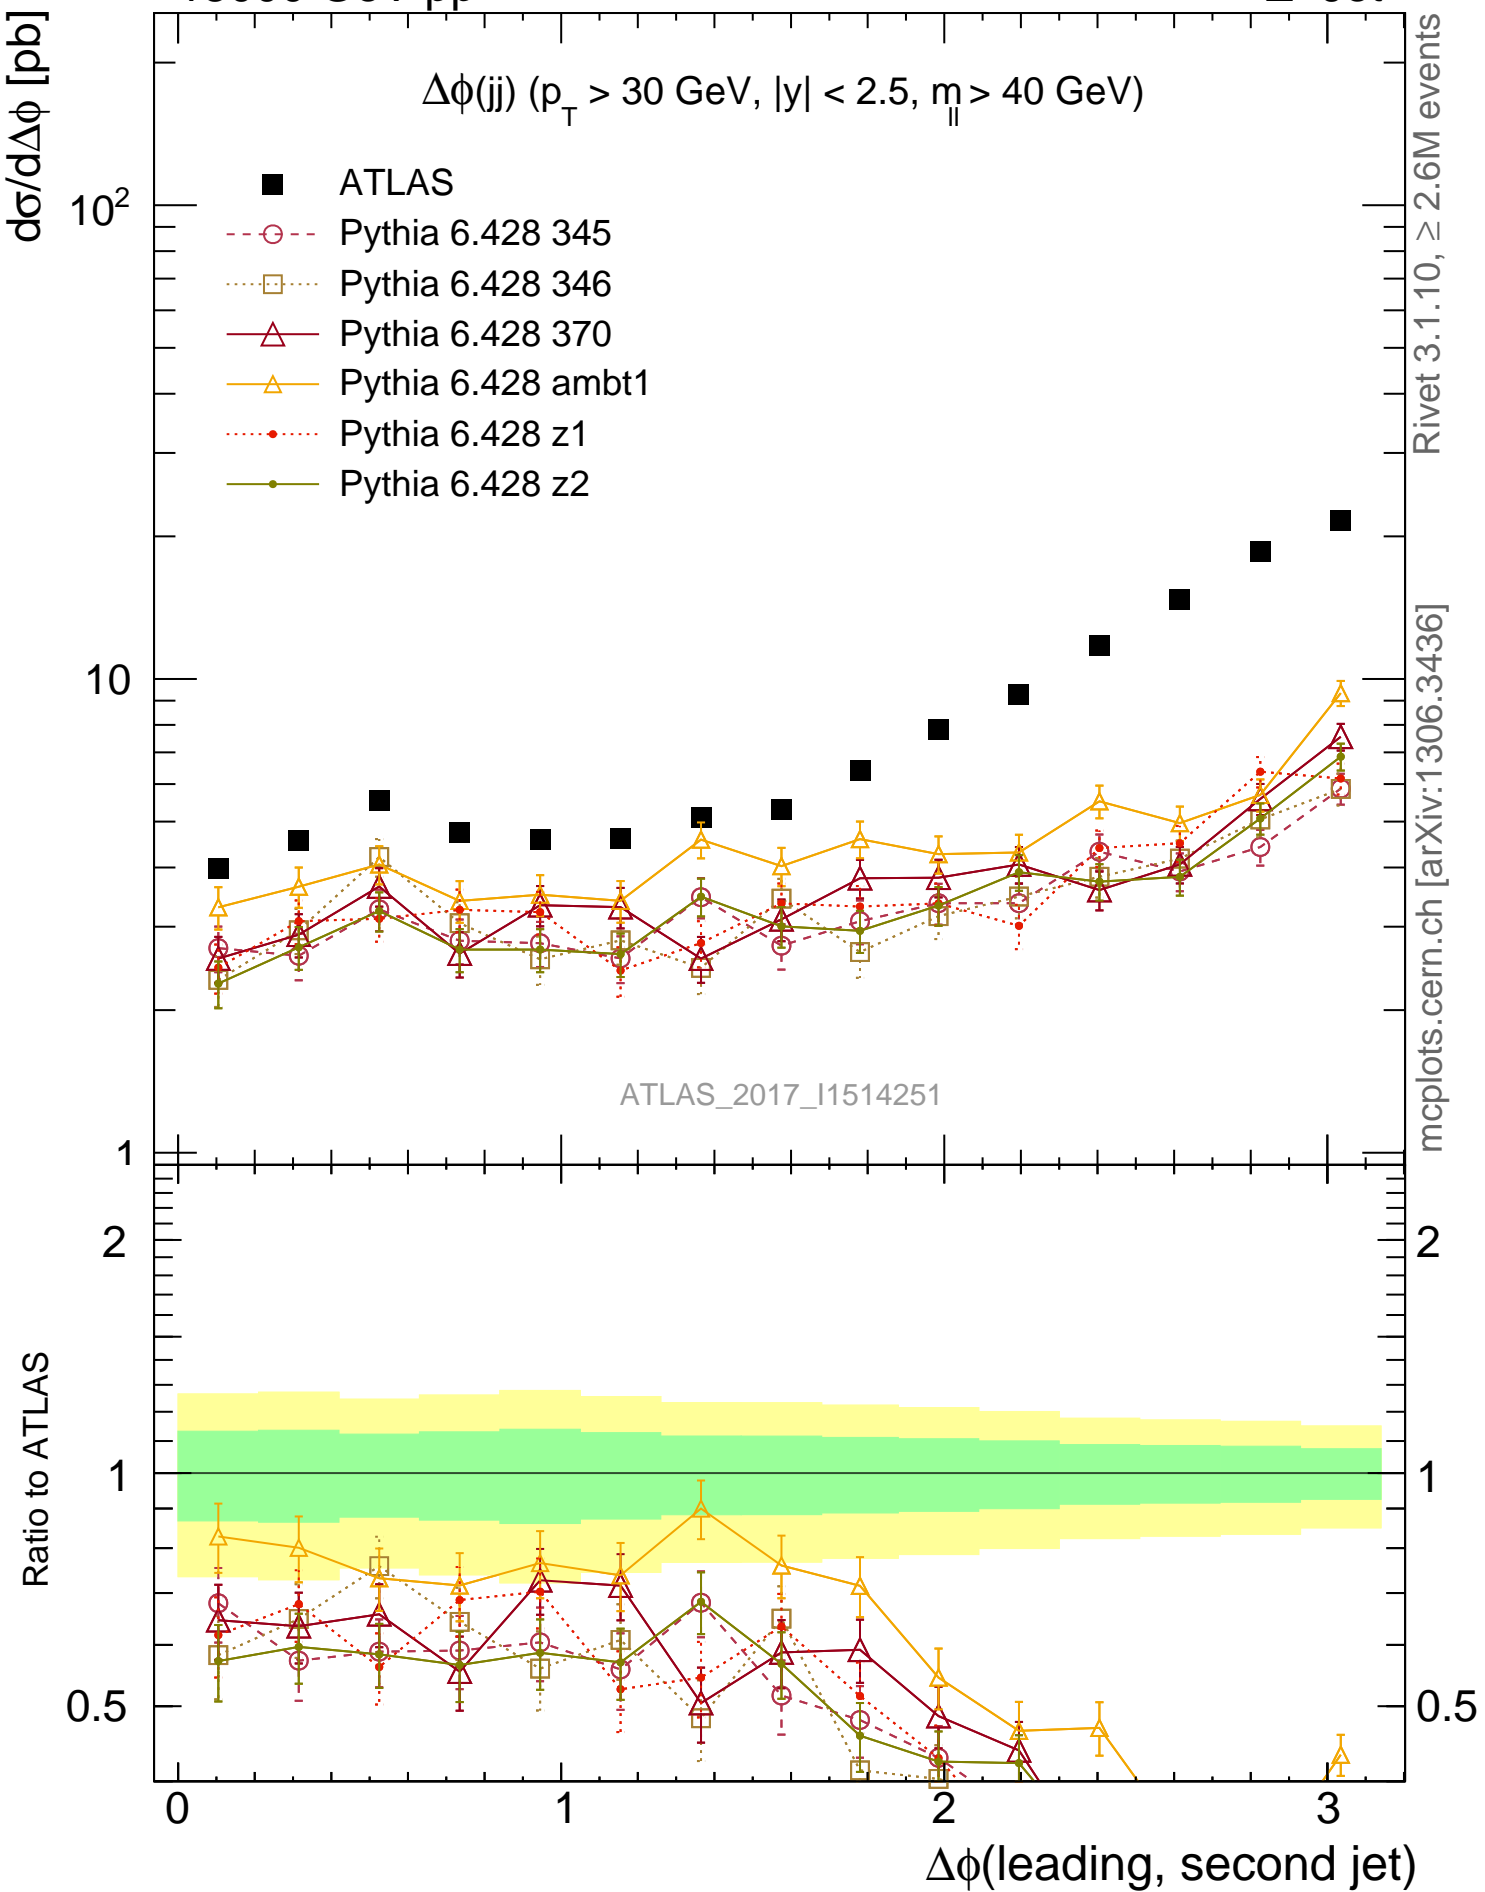 dσ/dΔϕ [pb]
Δϕ(jj) (p_T > 30 GeV, |y| < 2.5, m_ll > 40 GeV)
ATLAS
Pythia 6.428 345
Pythia 6.428 346
Pythia 6.428 370
Pythia 6.428 ambt1
Pythia 6.428 z1
Pythia 6.428 z2
10²
10
1
ATLAS_2017_I1514251
Rivet 3.1.10, ≥ 2.6M events
mcplots.cern.ch [arXiv:1306.3436]
Ratio to ATLAS
2
1
0.5
2
1
0.5
0 1 2 3
Δϕ(leading, second jet)